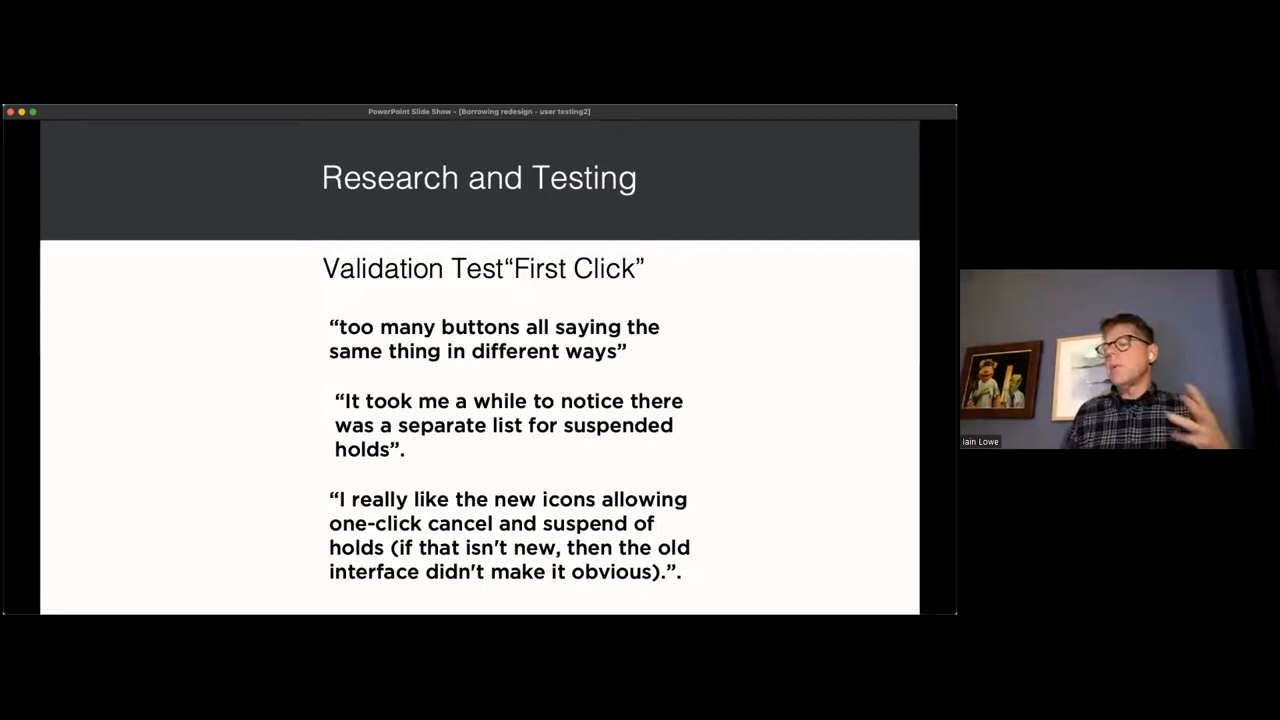 PowerPoint Slide Show - [Borrowing redesign - user testing2]
Research and Testing
Validation Test“First Click”
“too many buttons all saying the
same thing in different ways”
“It took me a while to notice there
was a separate list for suspended
holds”.
“I really like the new icons allowing
one-click cancel and suspend of
holds (if that isn't new, then the old
interface didn't make it obvious).”.
Iain Lowe